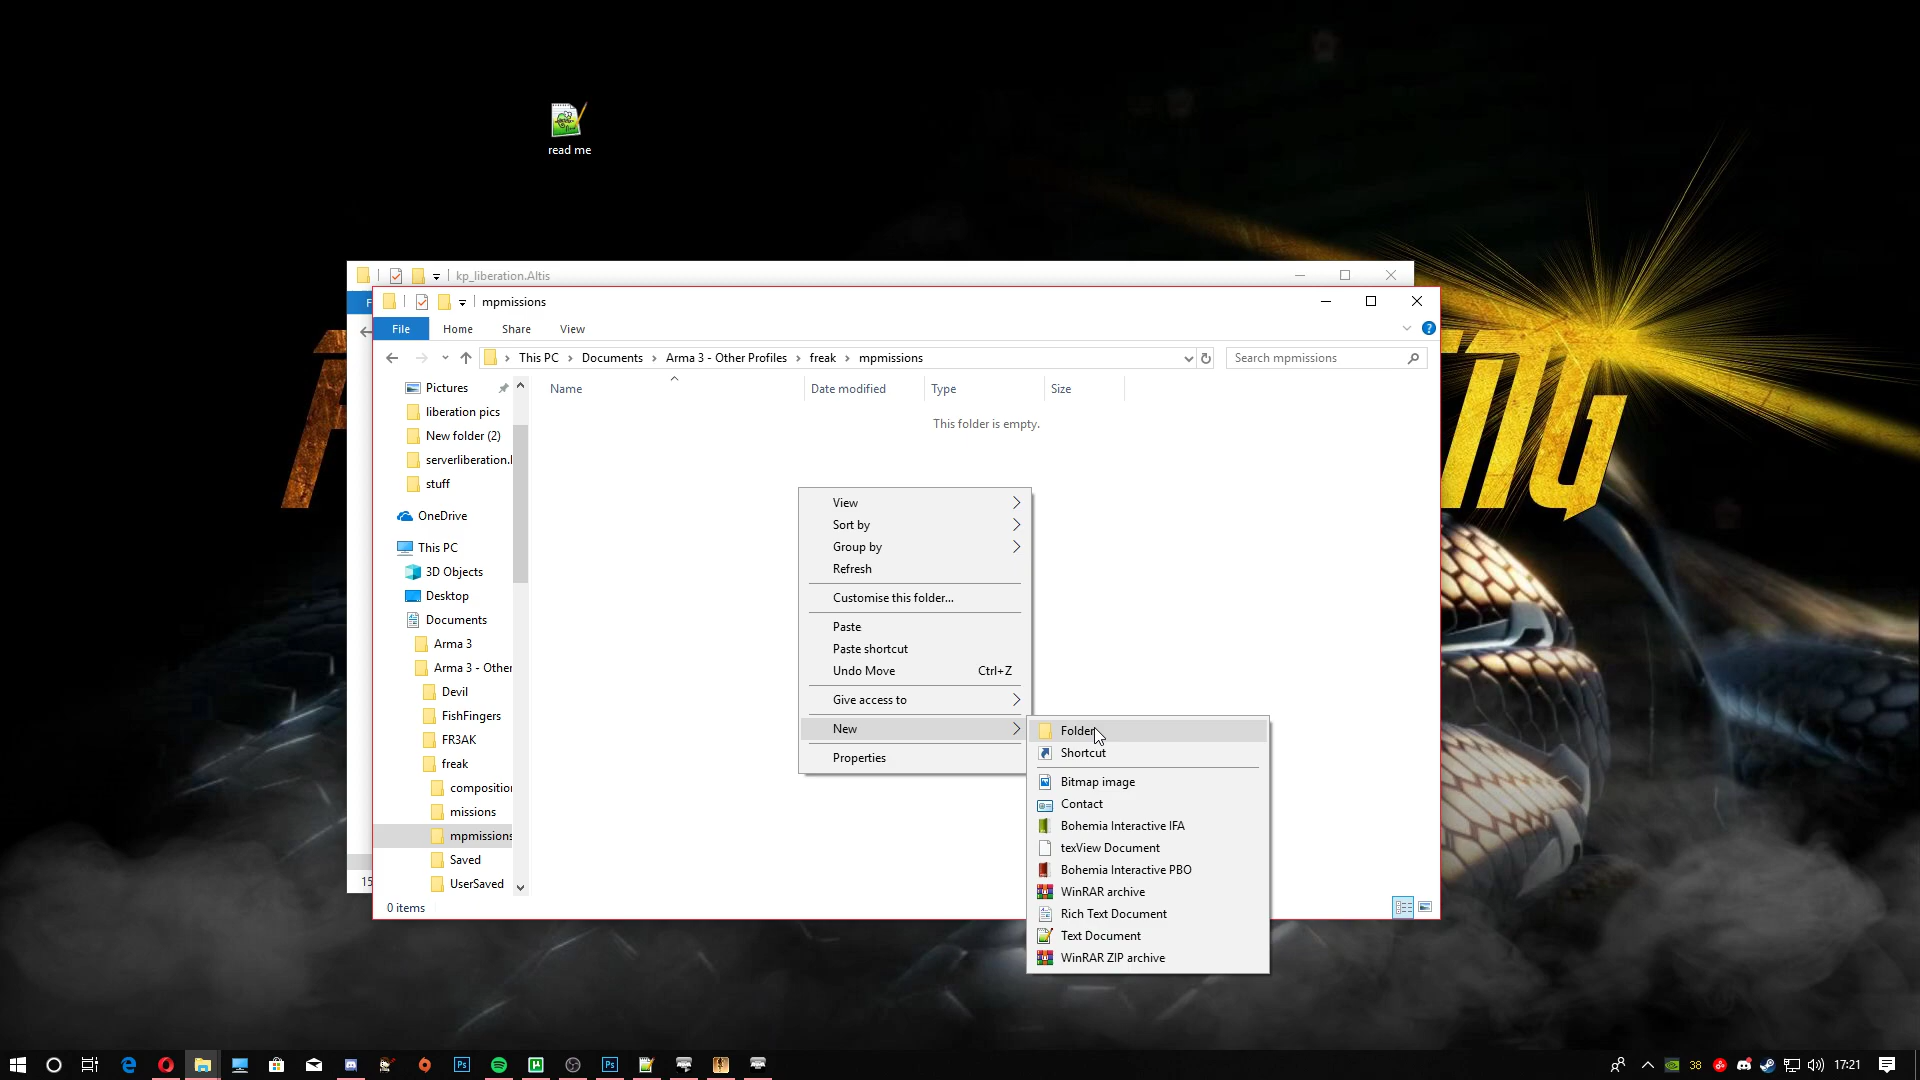 read me
kp_liberation.Altis
mpmissions
File
Home
Share
View
This PC
Documents
Arma 3 - Other Profiles
freak
mpmissions
Search mpmissions
Pictures
liberation pics
New folder (2)
serverliberation.l
stuff
OneDrive
This PC
3D Objects
Desktop
Documents
Arma 3
Arma 3 - Other
Devil
FishFingers
FR3AK
freak
compositio
missions
mpmissions
Saved
UserSaved
Name
Date modified
Type
Size
This folder is empty.
View
Sort by
Group by
Refresh
Customise this folder...
Paste
Paste shortcut
Undo Move Ctrl+Z
Give access to
New
Properties
Folder
Shortcut
Bitmap image
Contact
Bohemia Interactive IFA
texView Document
Bohemia Interactive PBO
WinRAR archive
Rich Text Document
Text Document
WinRAR ZIP archive
0 items
15
38
17:21